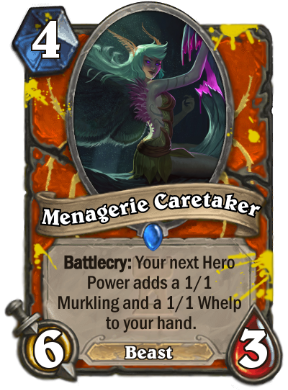 4
Menagerie Caretaker
Battlecry: Your next Hero
Power adds a 1/1
Murkling and a 1/1 Whelp
to your hand.
6
Beast
3